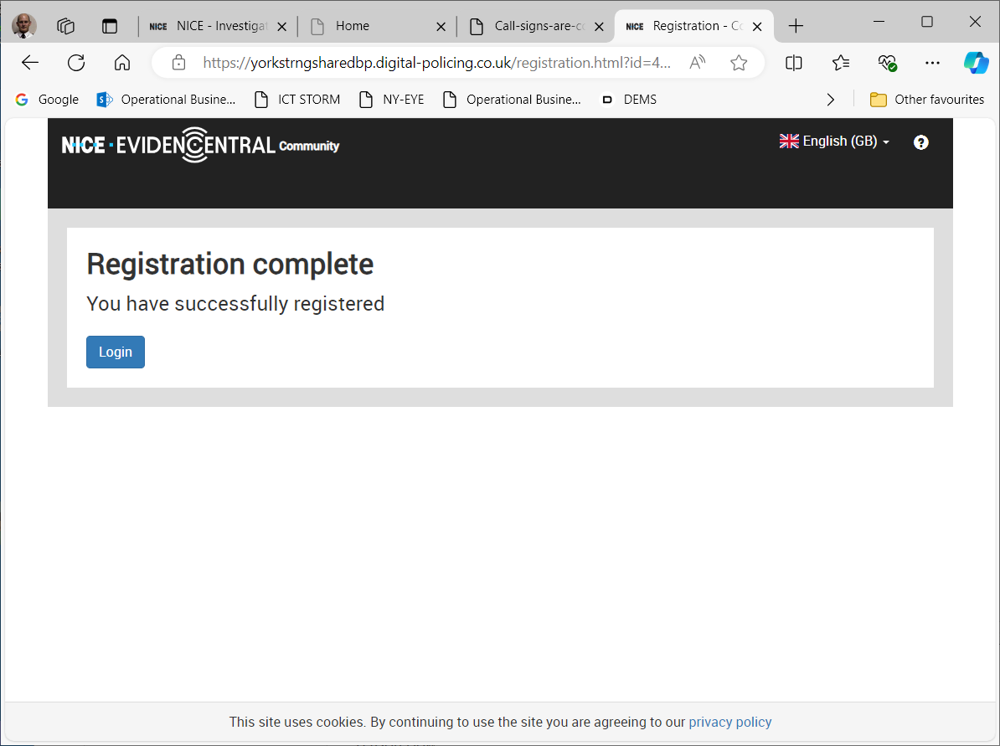 NICE NICE - Investigat
Home
Call-signs-are-co
NICE Registration - Co
https://yorkstrngsharedbp.digital-policing.co.uk/registration.html?id=4...
Google
Operational Busine...
ICT STORM
NY-EYE
Operational Busine...
DEMS
Other favourites
NICE·EVIDENCENTRAL Community
English (GB)
Registration complete
You have successfully registered
Login
This site uses cookies. By continuing to use the site you are agreeing to our privacy policy